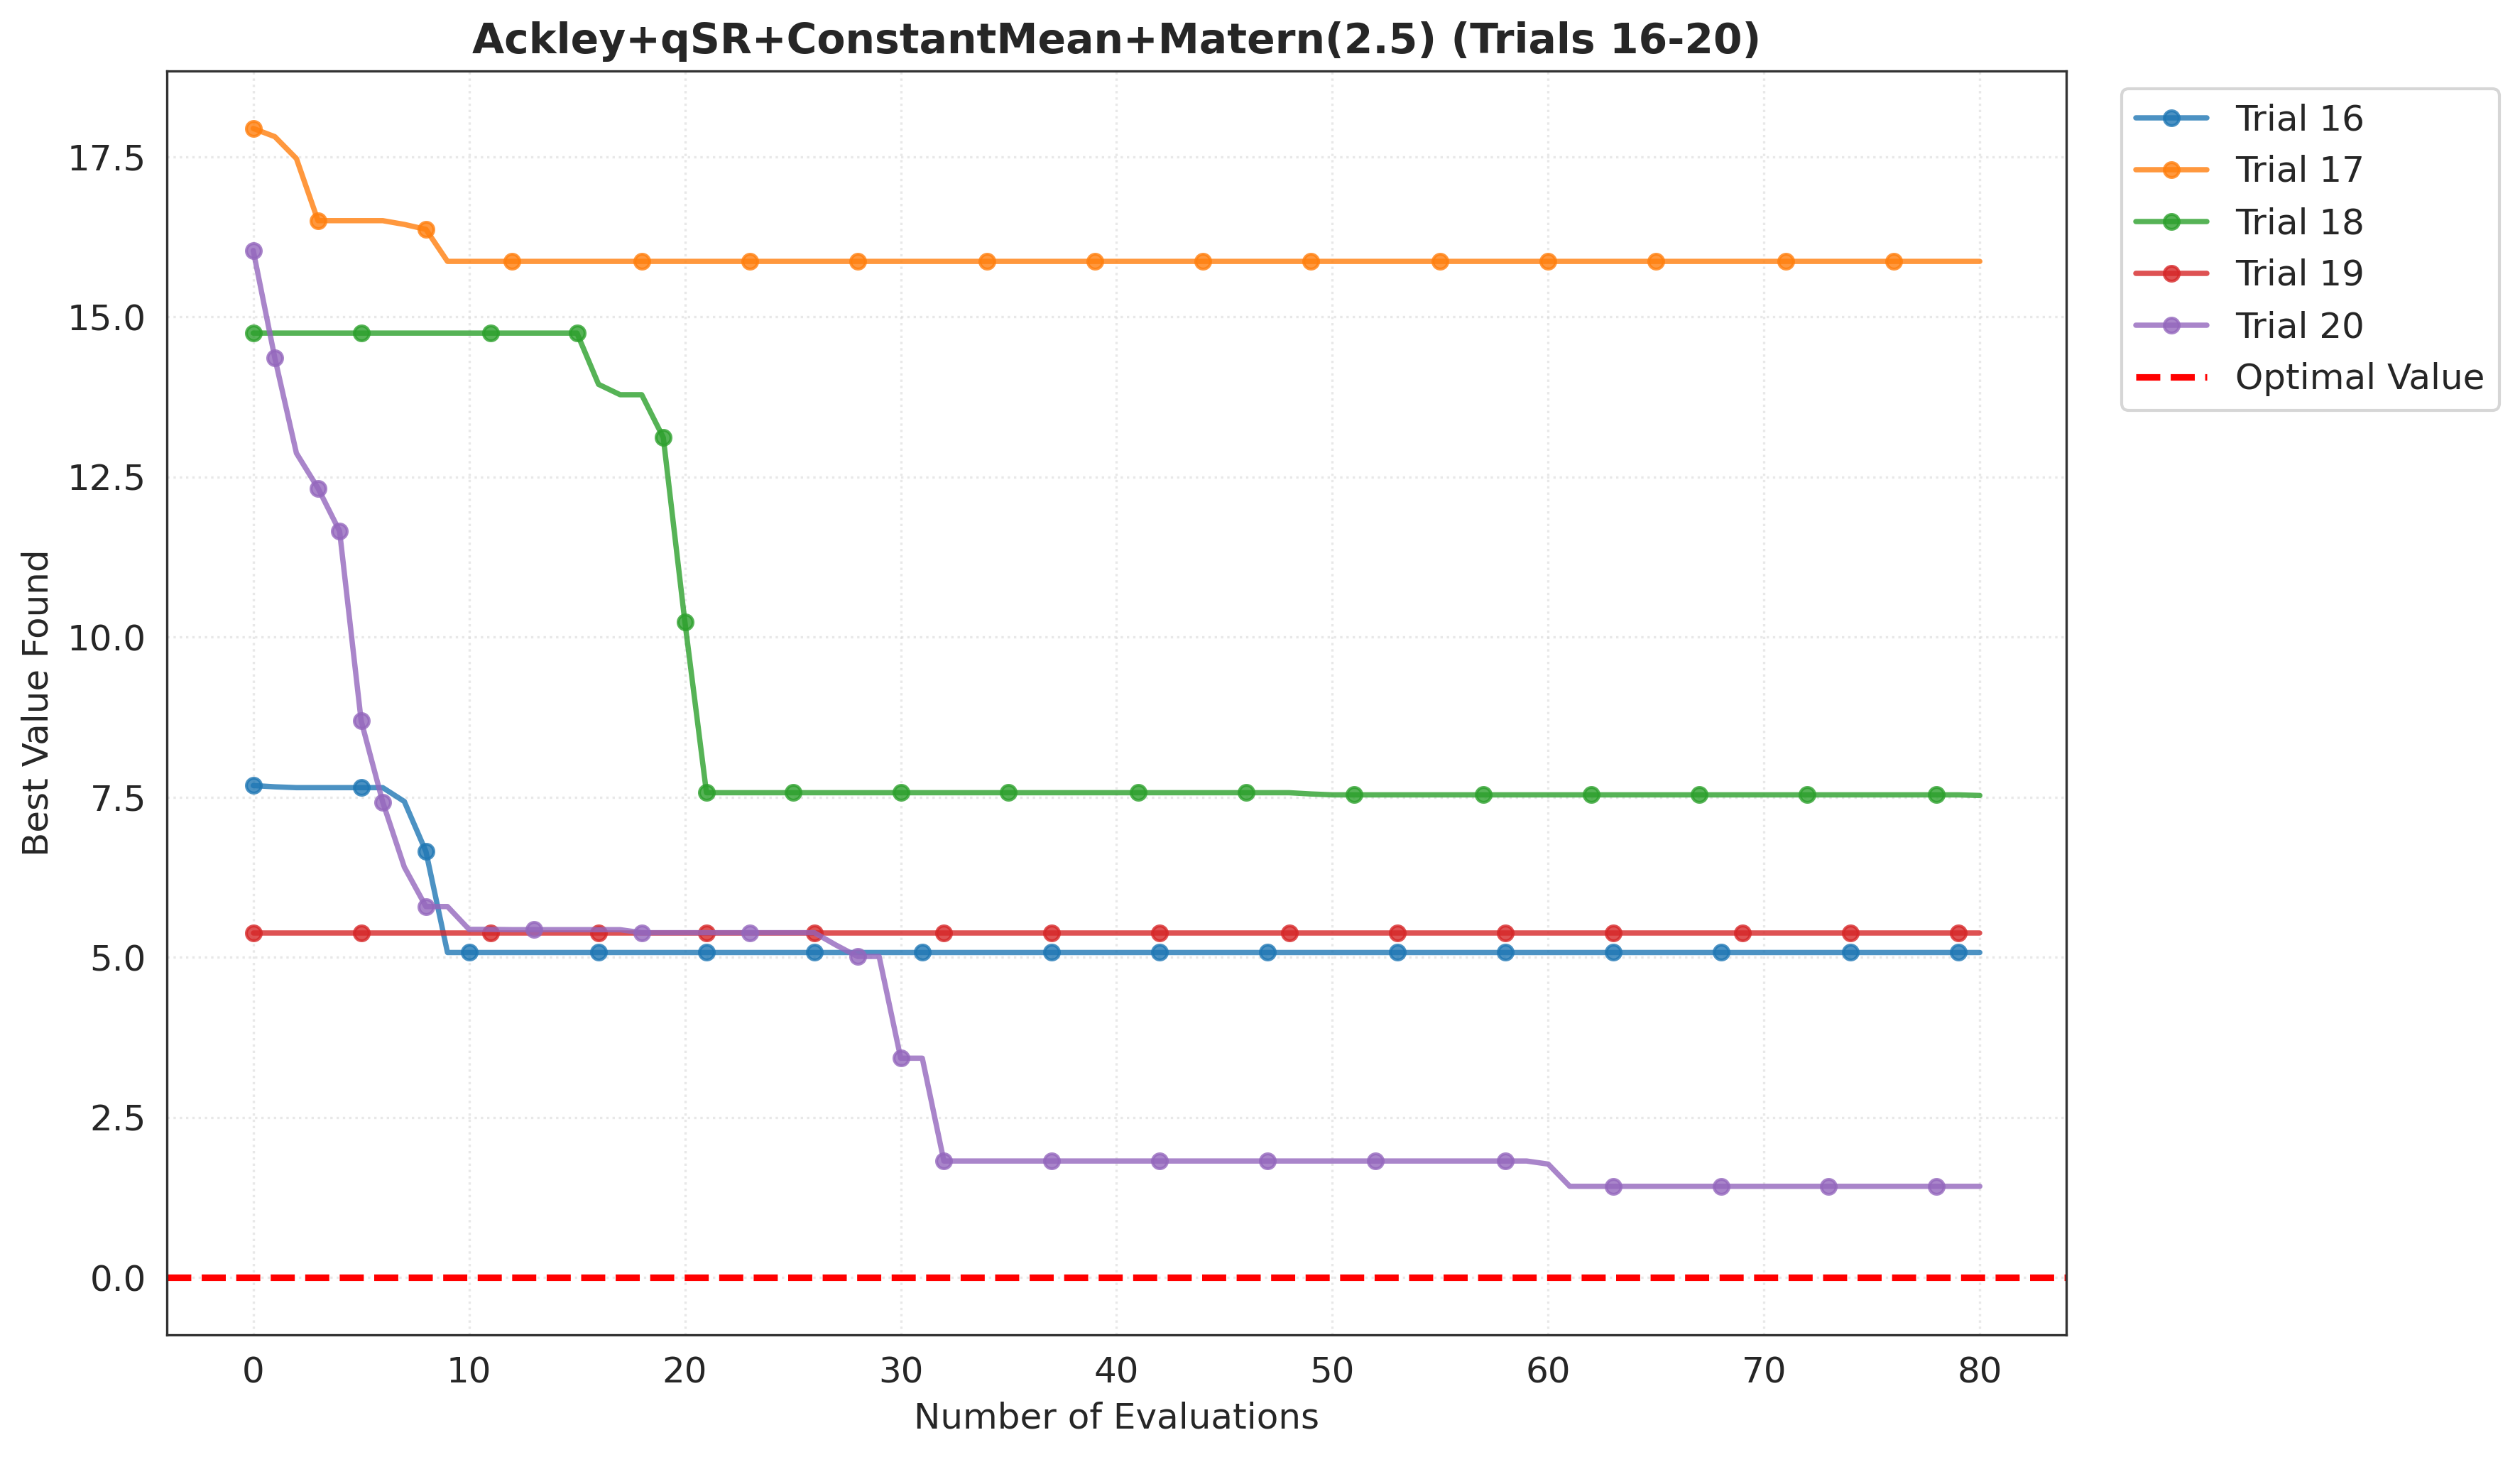 Ackley+qSR+ConstantMean+Matern(2.5) (Trials 16-20)
Best Value Found
17.5
15.0
12.5
10.0
7.5
5.0
2.5
0.0
0 10 20 30 40 50 60 70 80
Number of Evaluations
Trial 16
Trial 17
Trial 18
Trial 19
Trial 20
Optimal Value